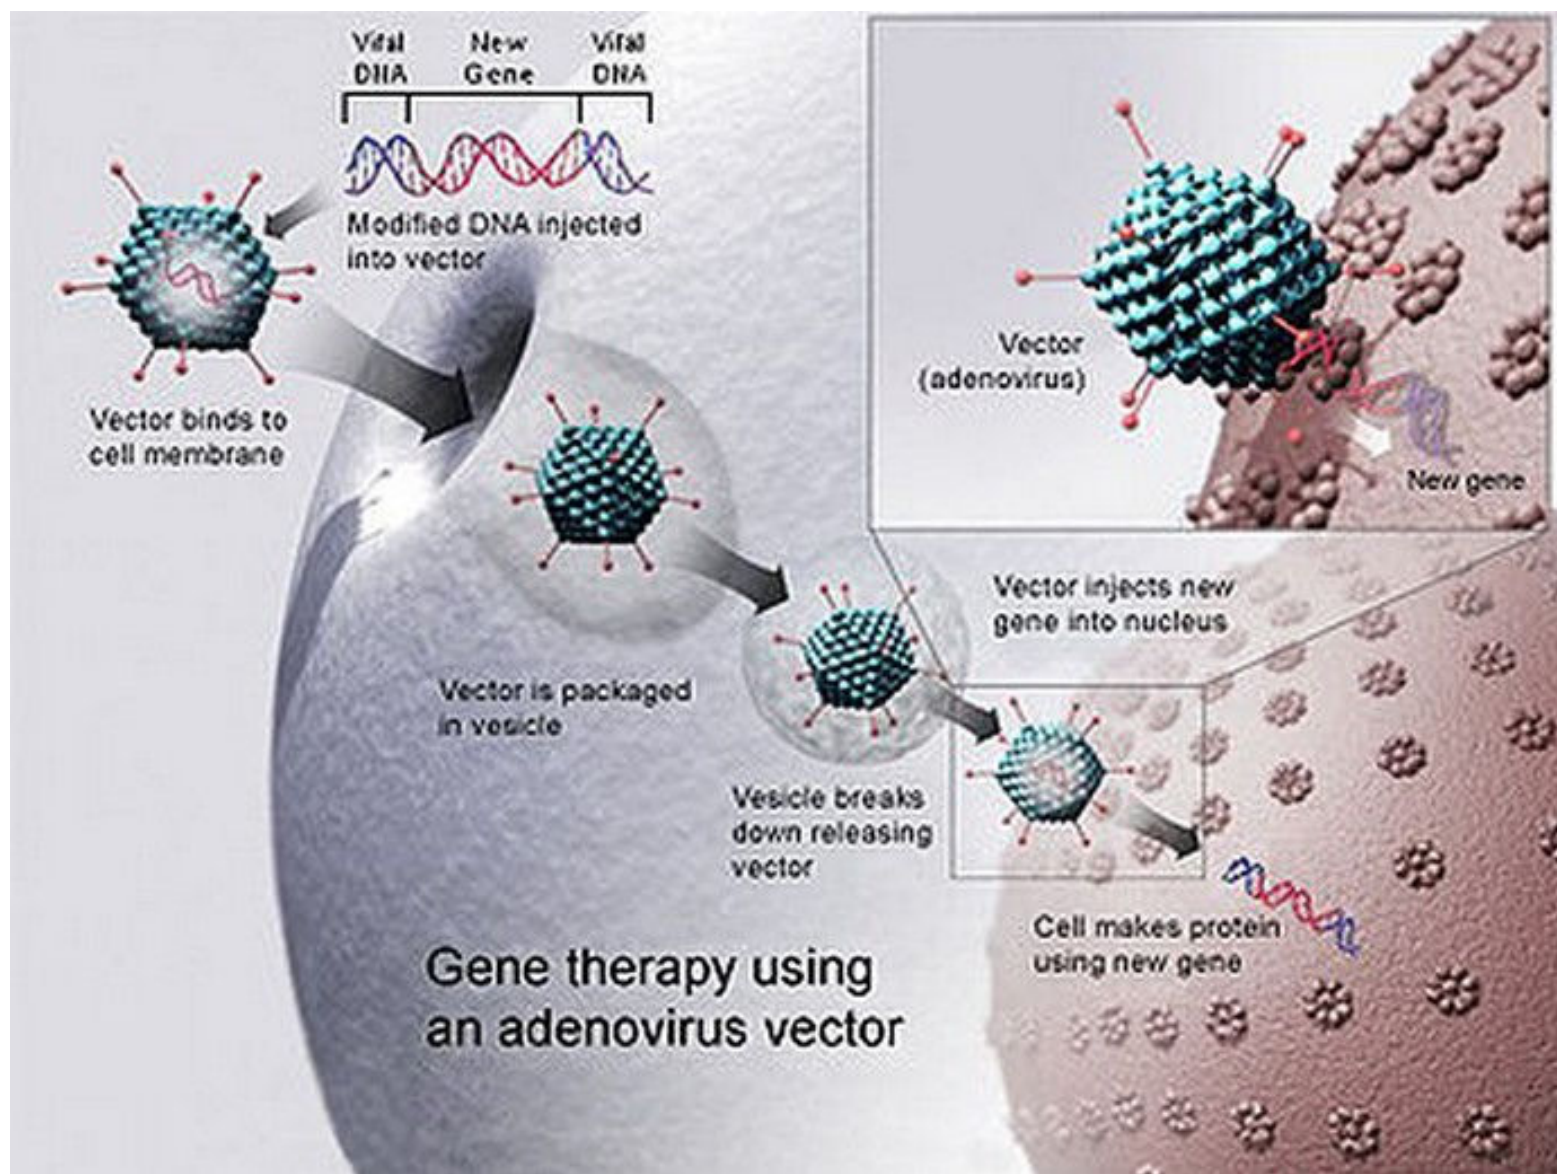 Viral
DNA
New
Gene
Viral
DNA
Modified DNA injected
into vector
Vector binds to
cell membrane
Vector
(adenovirus)
New gene
Vector injects new
gene into nucleus
Vector is packaged
in vesicle
Vesicle breaks
down releasing
vector
Cell makes protein
using new gene
Gene therapy using
an adenovirus vector